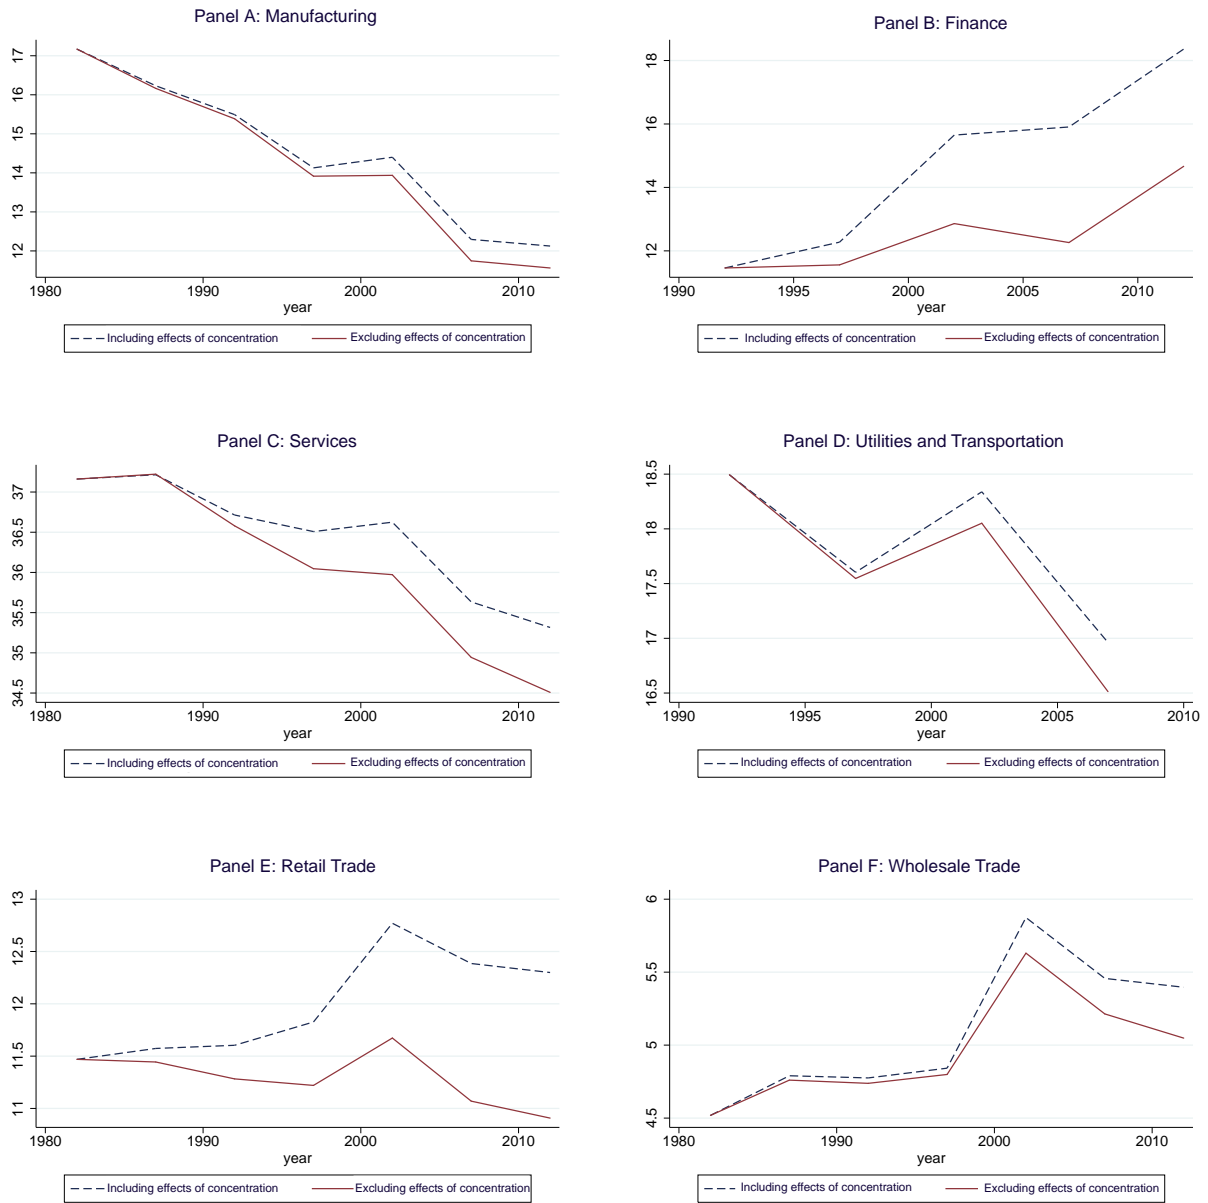 Panel A: Manufacturing
17
16
15
14
13
12
1980 1990 2000 2010
year
Including effects of concentration Excluding effects of concentration
Panel B: Finance
18
16
14
12
1990 1995 2000 2005 2010
year
Including effects of concentration Excluding effects of concentration
Panel C: Services
37
36.5
36
35.5
35
34.5
1980 1990 2000 2010
year
Including effects of concentration Excluding effects of concentration
Panel D: Utilities and Transportation
18.5
18
17.5
17
16.5
1990 1995 2000 2005 2010
year
Including effects of concentration Excluding effects of concentration
Panel E: Retail Trade
13
12.5
12
11.5
11
1980 1990 2000 2010
year
Including effects of concentration Excluding effects of concentration
Panel F: Wholesale Trade
6
5.5
5
4.5
1980 1990 2000 2010
year
Including effects of concentration Excluding effects of concentration